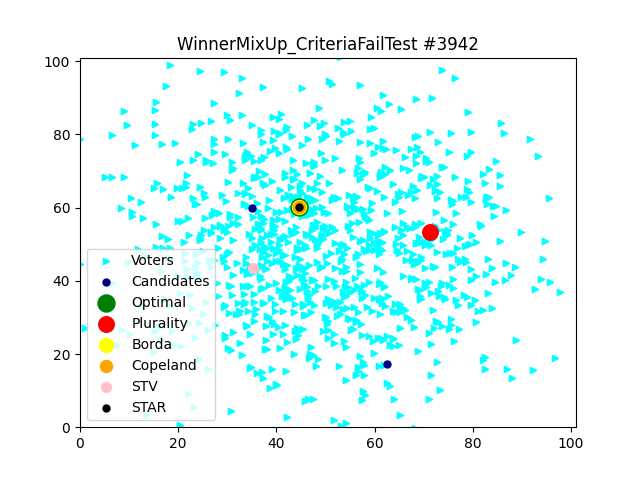 WinnerMixUp_CriteriaFailTest #3942
100
80
60
40
20
0
Voters
Candidates
Optimal
Plurality
Borda
Copeland
STV
STAR
0 20 40 60 80 100